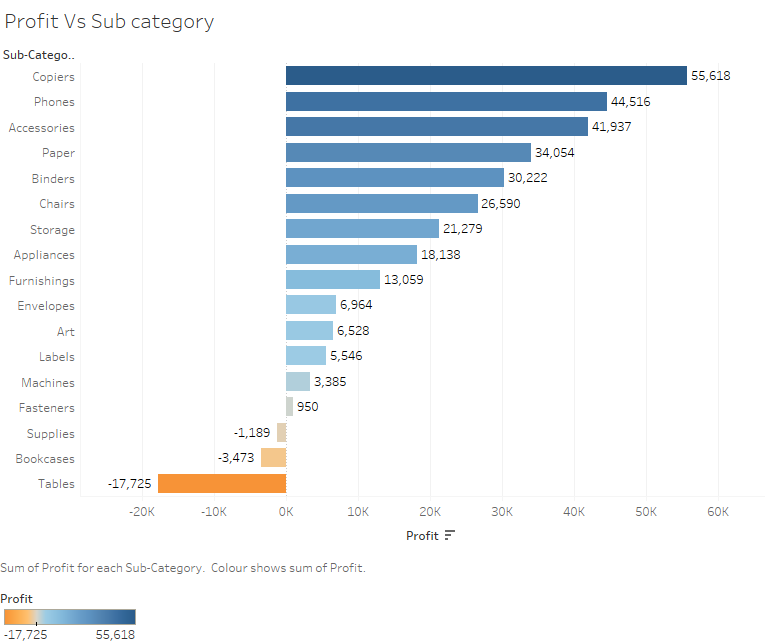 Profit Vs Sub category
Sub-Catego..
Copiers 55,618
Phones 44,516
Accessories 41,937
Paper 34,054
Binders 30,222
Chairs 26,590
Storage 21,279
Appliances 18,138
Furnishings 13,059
Envelopes 6,964
Art 6,528
Labels 5,546
Machines 3,385
Fasteners 950
Supplies -1,189
Bookcases -3,473
Tables -17,725
-20K -10K 0K 10K 20K 30K 40K 50K 60K
Profit
Sum of Profit for each Sub-Category. Colour shows sum of Profit.
Profit
-17,725 55,618